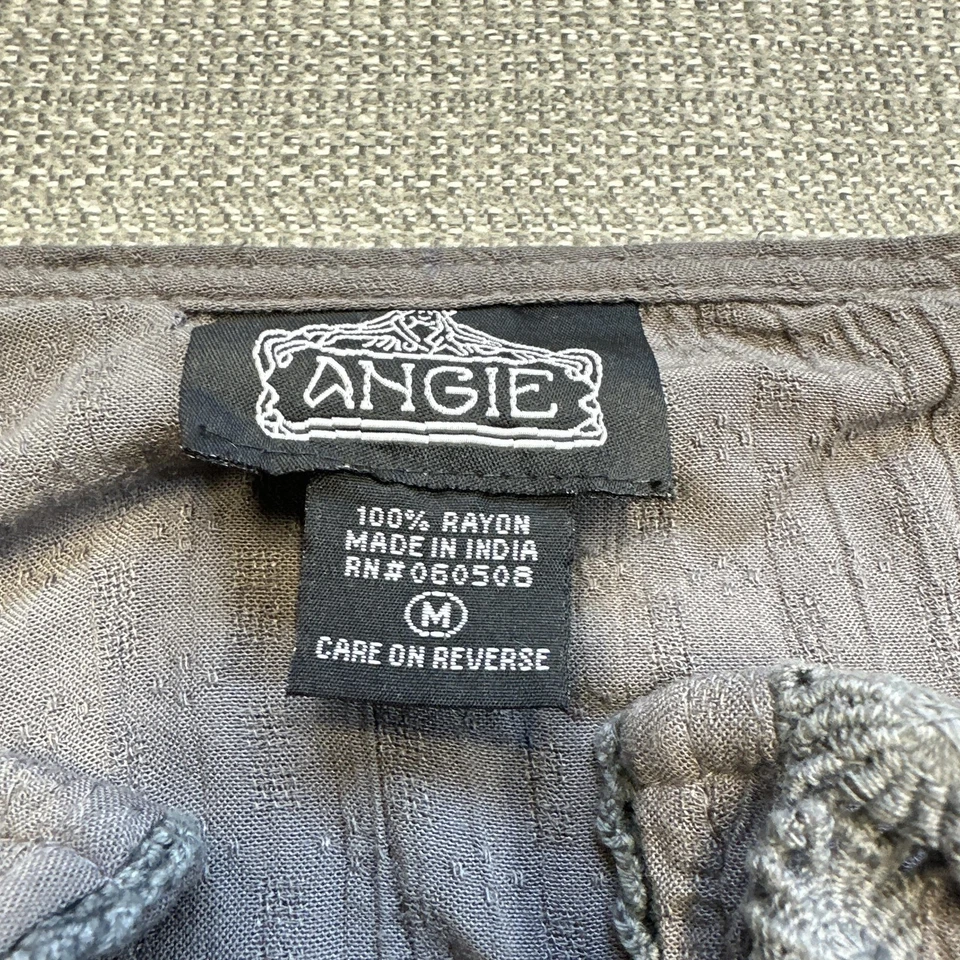 ANGIE
100% RAYON
MADE IN INDIA
RN#060508
M
CARE ON REVERSE